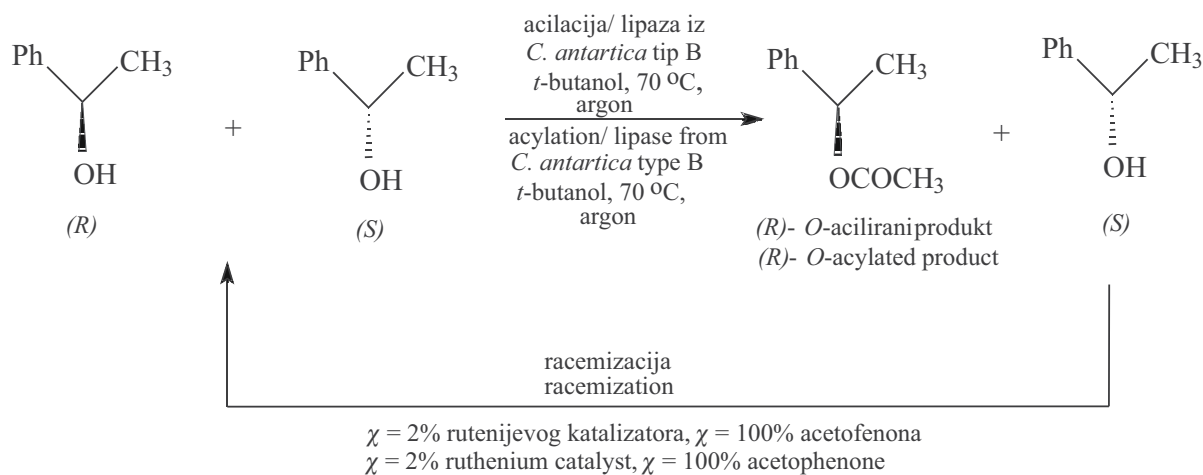 Ph
CH₃
OH
(R)
+
Ph
CH₃
OH
(S)
acilacija/ lipaza iz
C. antartica tip B
t-butanol, 70 ºC,
argon
acylation/ lipase from
C. antartica type B
t-butanol, 70 ºC,
argon
Ph
CH₃
OCOCH₃
(R)- O-acilirani produkt
(R)- O-acylated product
+
Ph
CH₃
OH
(S)
racemizacija
racemization
χ = 2% rutenijevog katalizatora, χ = 100% acetofenona
χ = 2% ruthenium catalyst, χ = 100% acetophenone